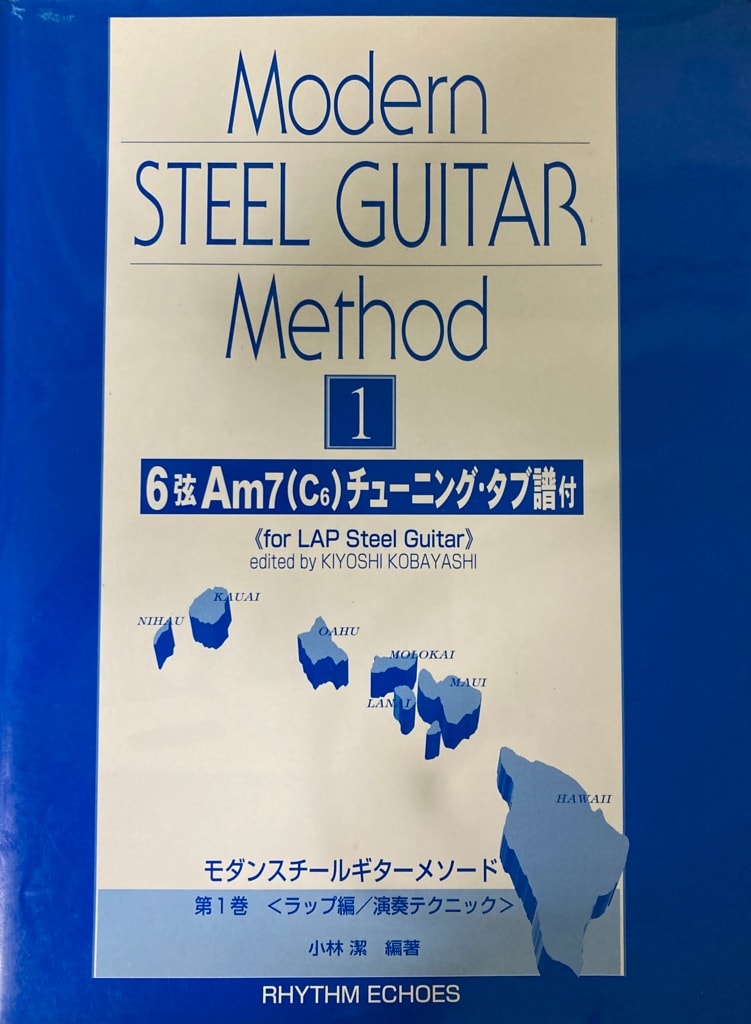 Modern
STEEL GUITAR
Method
1
6弦Am7(C6)チューニング・タブ譜付
《for LAP Steel Guitar》
edited by KIYOSHI KOBAYASHI
KAUAI
NIHAU
OAHU
MOLOKAI
MAUI
LANAI
HAWAII
モダンスチールギターメソード
第1巻 <ラップ編/演奏テクニック>
小林 潔 編著
RHYTHM ECHOES